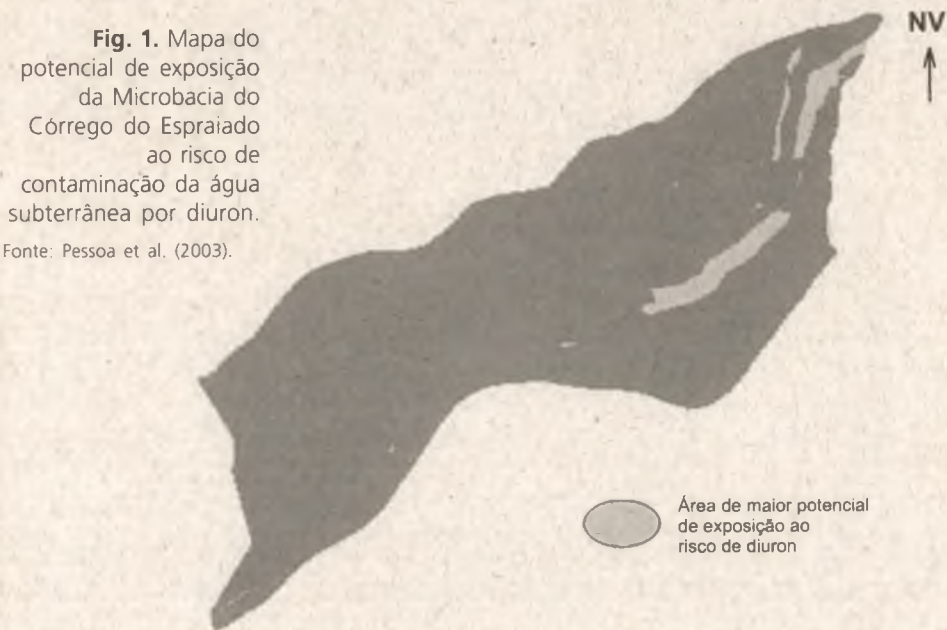 Fig. 1. Mapa do
potencial de exposição
da Microbacia do
Córrego do Espraiado
ao risco de
contaminação da água
subterrânea por diuron.
Fonte: Pessoa et al. (2003).
NV
Área de maior potencial
de exposição ao
risco de diuron